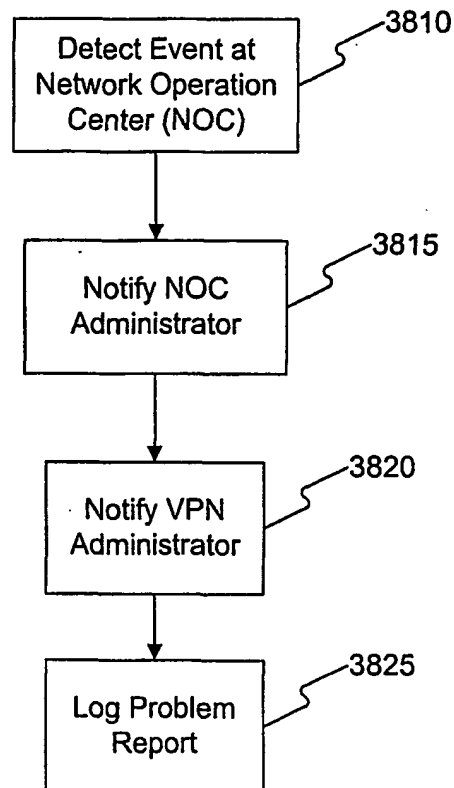 3810
Detect Event at
Network Operation
Center (NOC)
3815
Notify NOC
Administrator
3820
Notify VPN
Administrator
3825
Log Problem
Report